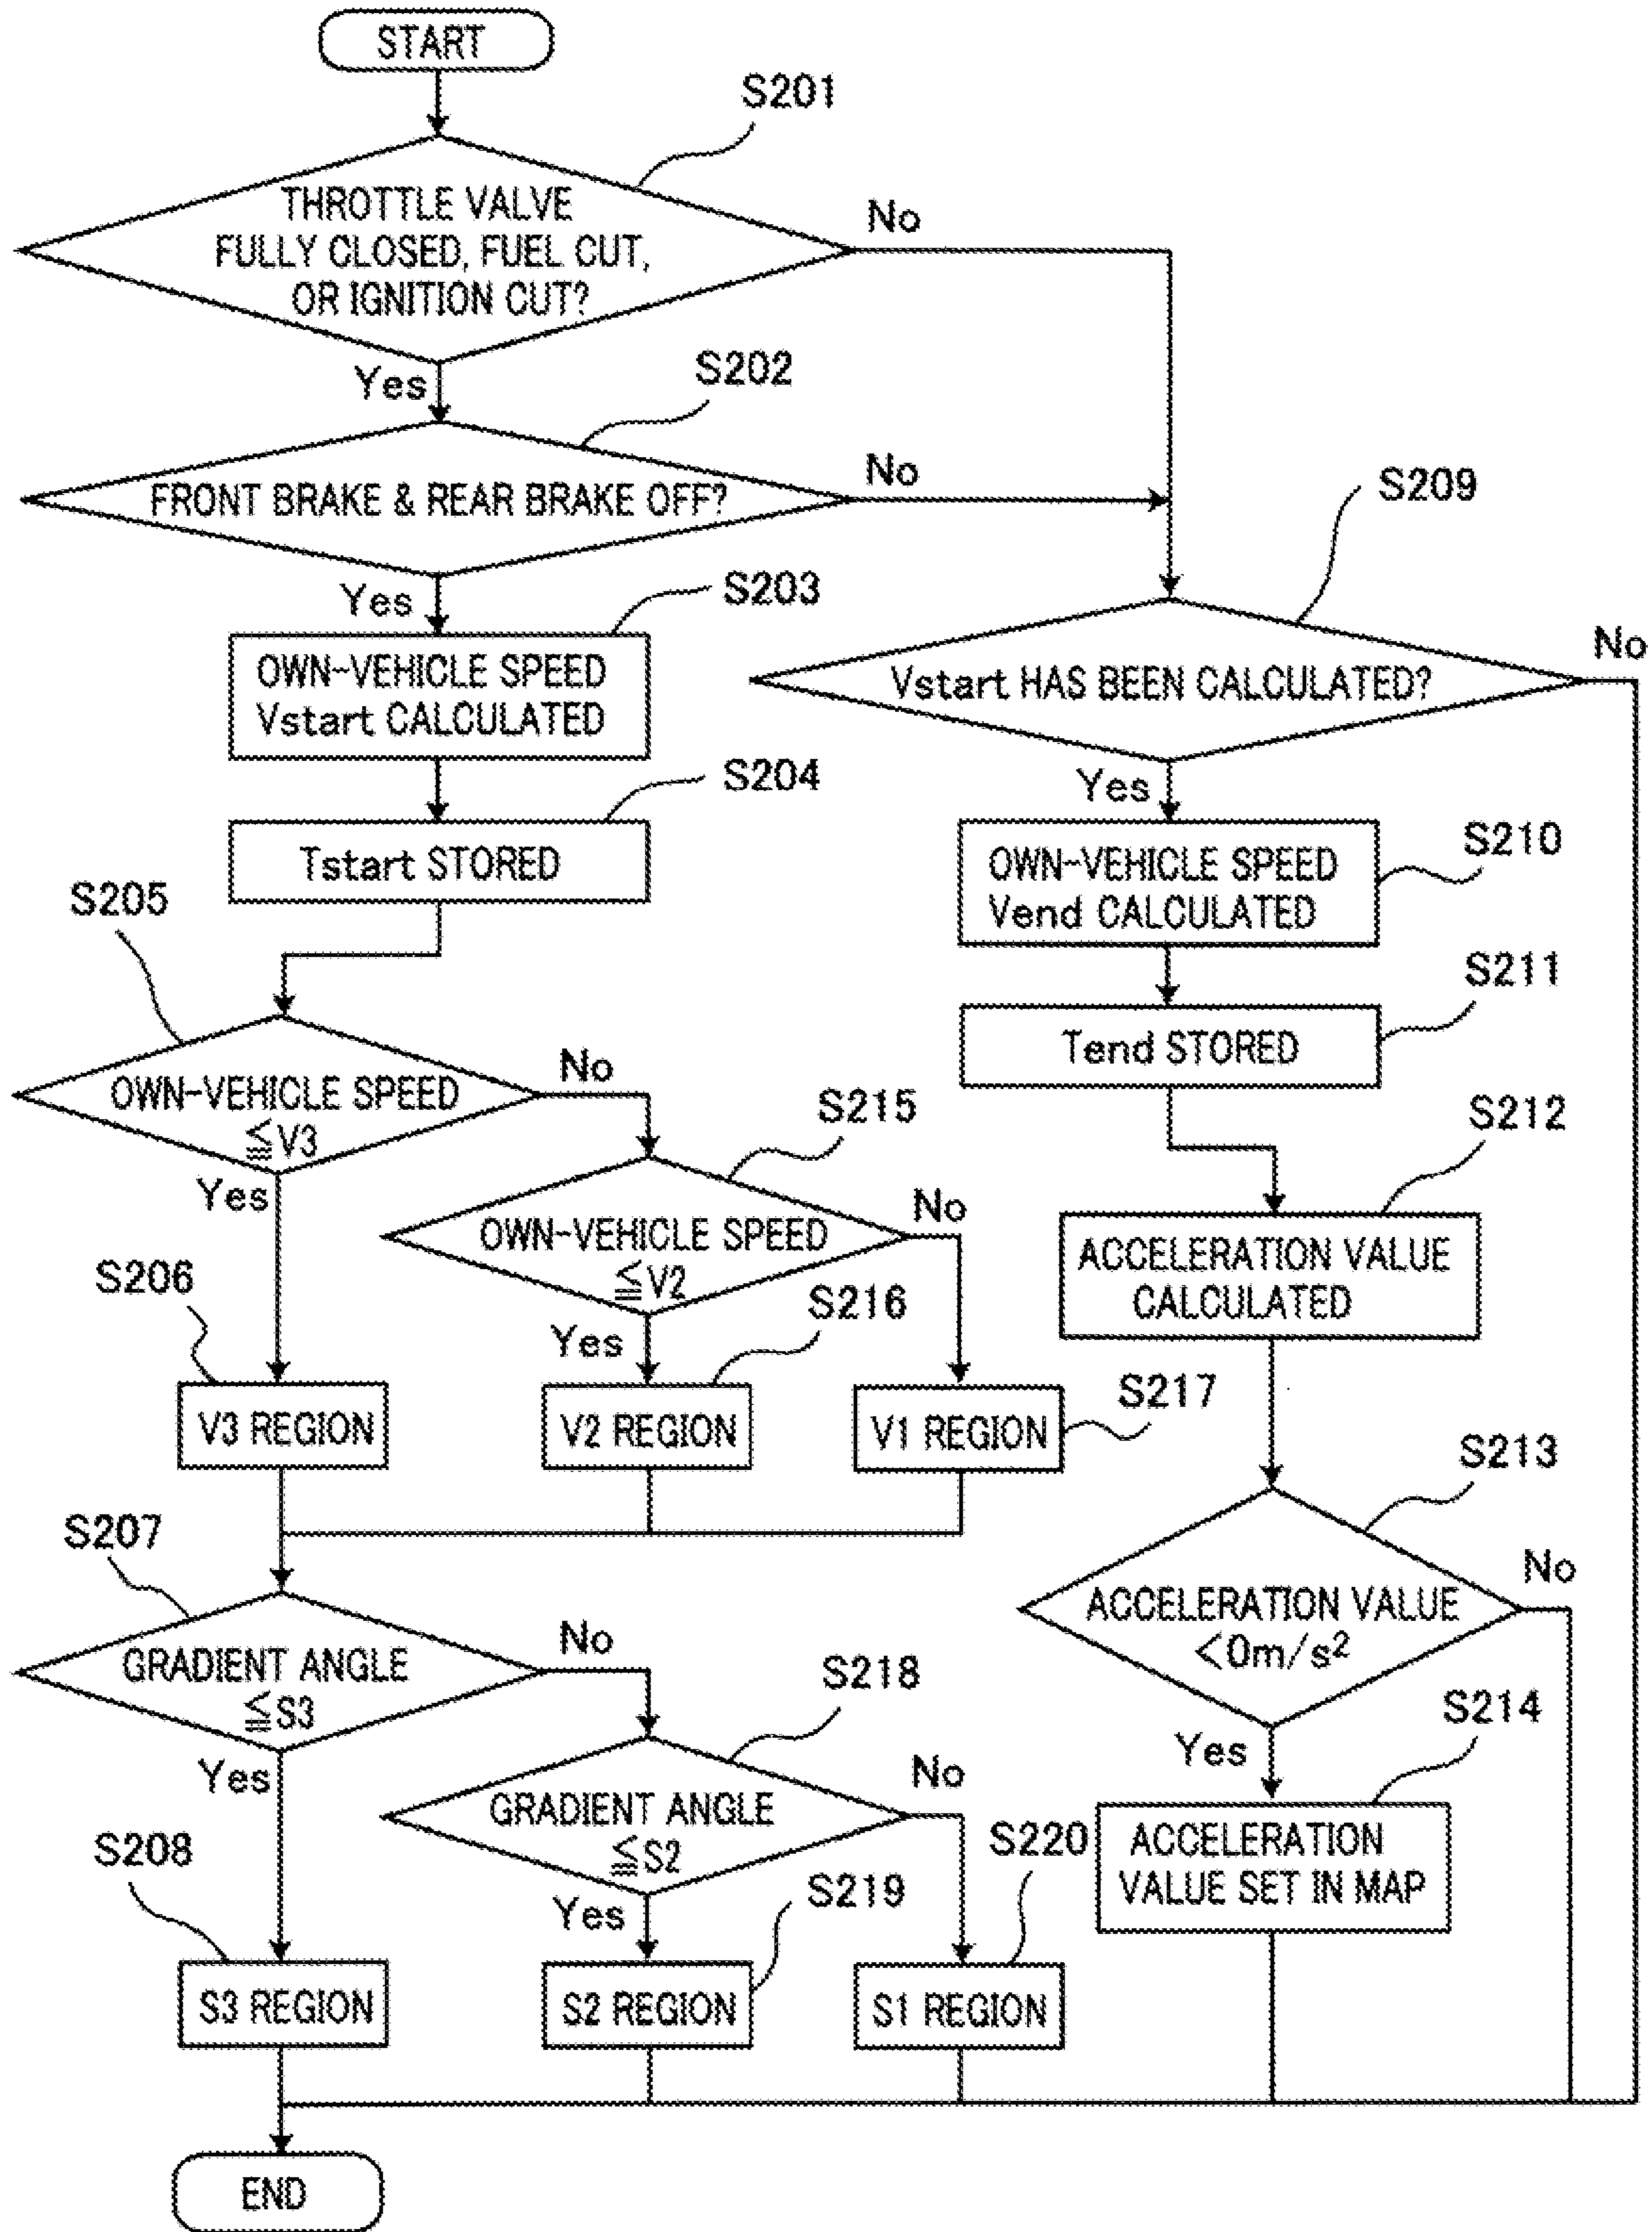 START
S201
THROTTLE VALVE
FULLY CLOSED, FUEL CUT,
OR IGNITION CUT?
No
Yes
S202
FRONT BRAKE & REAR BRAKE OFF?
No
Yes
S203
OWN-VEHICLE SPEED
Vstart CALCULATED
S204
Tstart STORED
S205
OWN-VEHICLE SPEED
≦V3
No
Yes
S215
OWN-VEHICLE SPEED
≦V2
No
Yes
S206
V3 REGION
S216
V2 REGION
S217
V1 REGION
S207
GRADIENT ANGLE
≦S3
No
Yes
S218
GRADIENT ANGLE
≦S2
No
Yes
S208
S3 REGION
S219
S2 REGION
S220
S1 REGION
S209
Vstart HAS BEEN CALCULATED?
No
Yes
S210
OWN-VEHICLE SPEED
Vend CALCULATED
S211
Tend STORED
S212
ACCELERATION VALUE
CALCULATED
S213
ACCELERATION VALUE
<0m/s²
No
Yes
S214
ACCELERATION
VALUE SET IN MAP
END